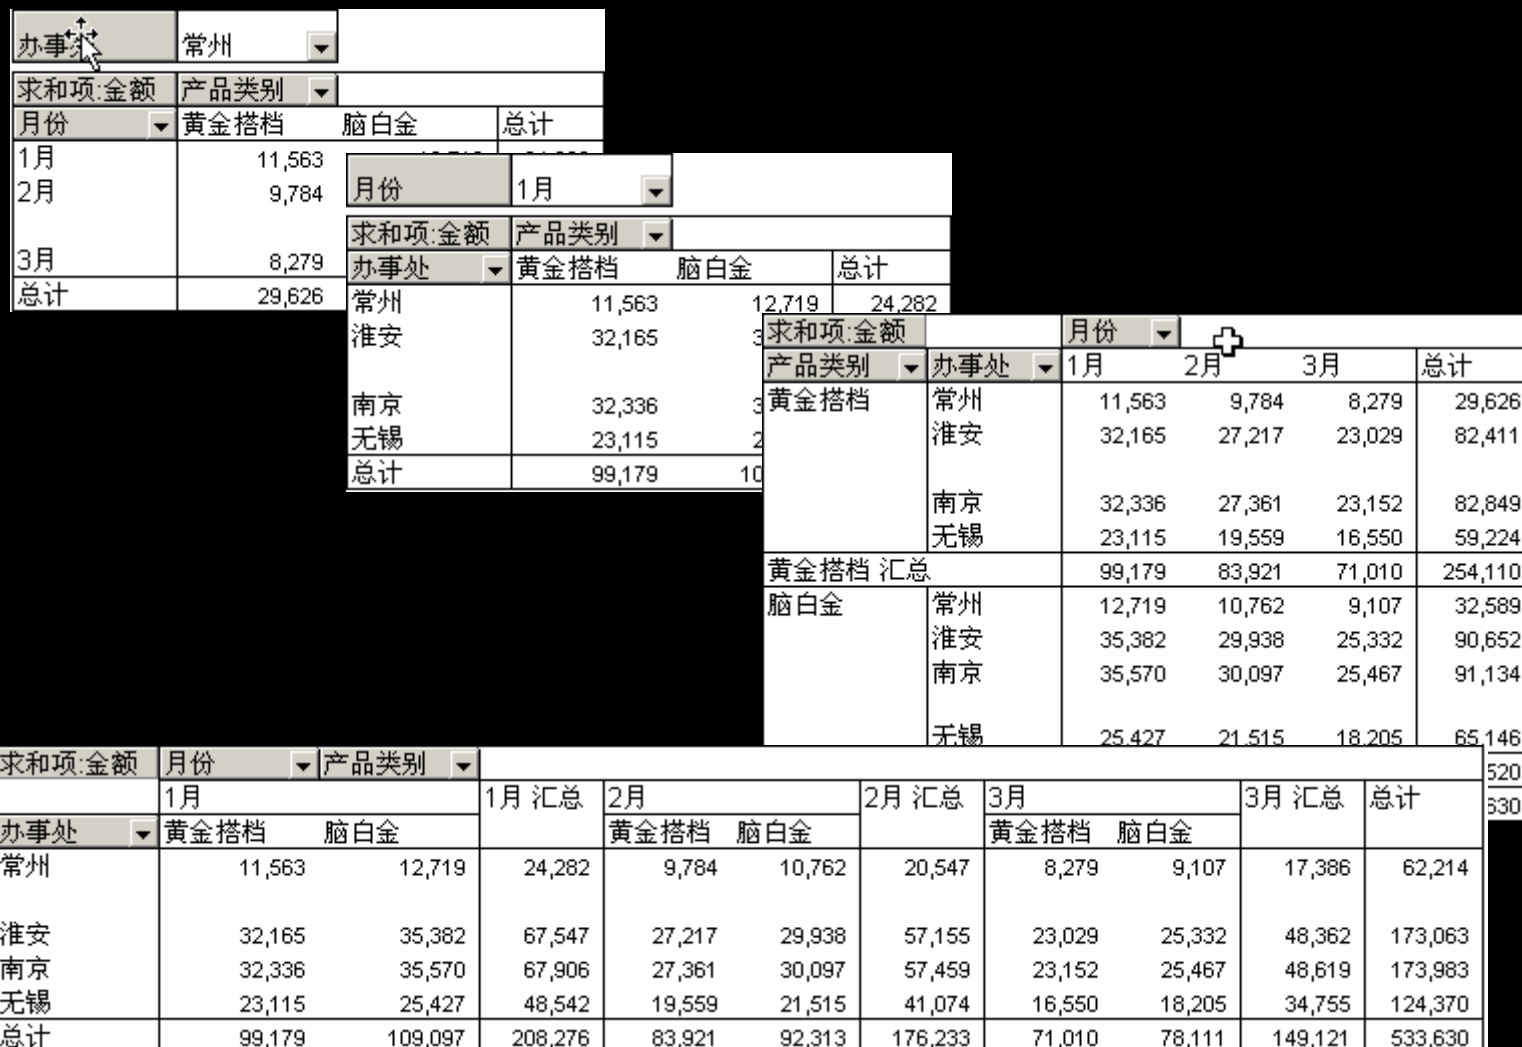 办事处 常州
求和项:金额 产品类别
月份 黄金搭档 脑白金 总计
1月 11,563
2月 9,784
3月 8,279
总计 29,626
月份 1月
求和项:金额 产品类别
办事处 黄金搭档 脑白金 总计
常州 11,563 12,719 24,282
淮安 32,165 3
南京 32,336 3
无锡 23,115 2
总计 99,179 10
求和项:金额 月份
产品类别 办事处 1月 2月 3月 总计
黄金搭档 常州 11,563 9,784 8,279 29,626
淮安 32,165 27,217 23,029 82,411
南京 32,336 27,361 23,152 82,849
无锡 23,115 19,559 16,550 59,224
黄金搭档 汇总 99,179 83,921 71,010 254,110
脑白金 常州 12,719 10,762 9,107 32,589
淮安 35,382 29,938 25,332 90,652
南京 35,570 30,097 25,467 91,134
无锡 25,427 21,515 18,205 65,146
520
630
求和项:金额 月份 产品类别
1月 1月 汇总 2月 2月 汇总 3月 3月 汇总 总计
办事处 黄金搭档 脑白金 黄金搭档 脑白金 黄金搭档 脑白金
常州 11,563 12,719 24,282 9,784 10,762 20,547 8,279 9,107 17,386 62,214
淮安 32,165 35,382 67,547 27,217 29,938 57,155 23,029 25,332 48,362 173,063
南京 32,336 35,570 67,906 27,361 30,097 57,459 23,152 25,467 48,619 173,983
无锡 23,115 25,427 48,542 19,559 21,515 41,074 16,550 18,205 34,755 124,370
总计 99,179 109,097 208,276 83,921 92,313 176,233 71,010 78,111 149,121 533,630